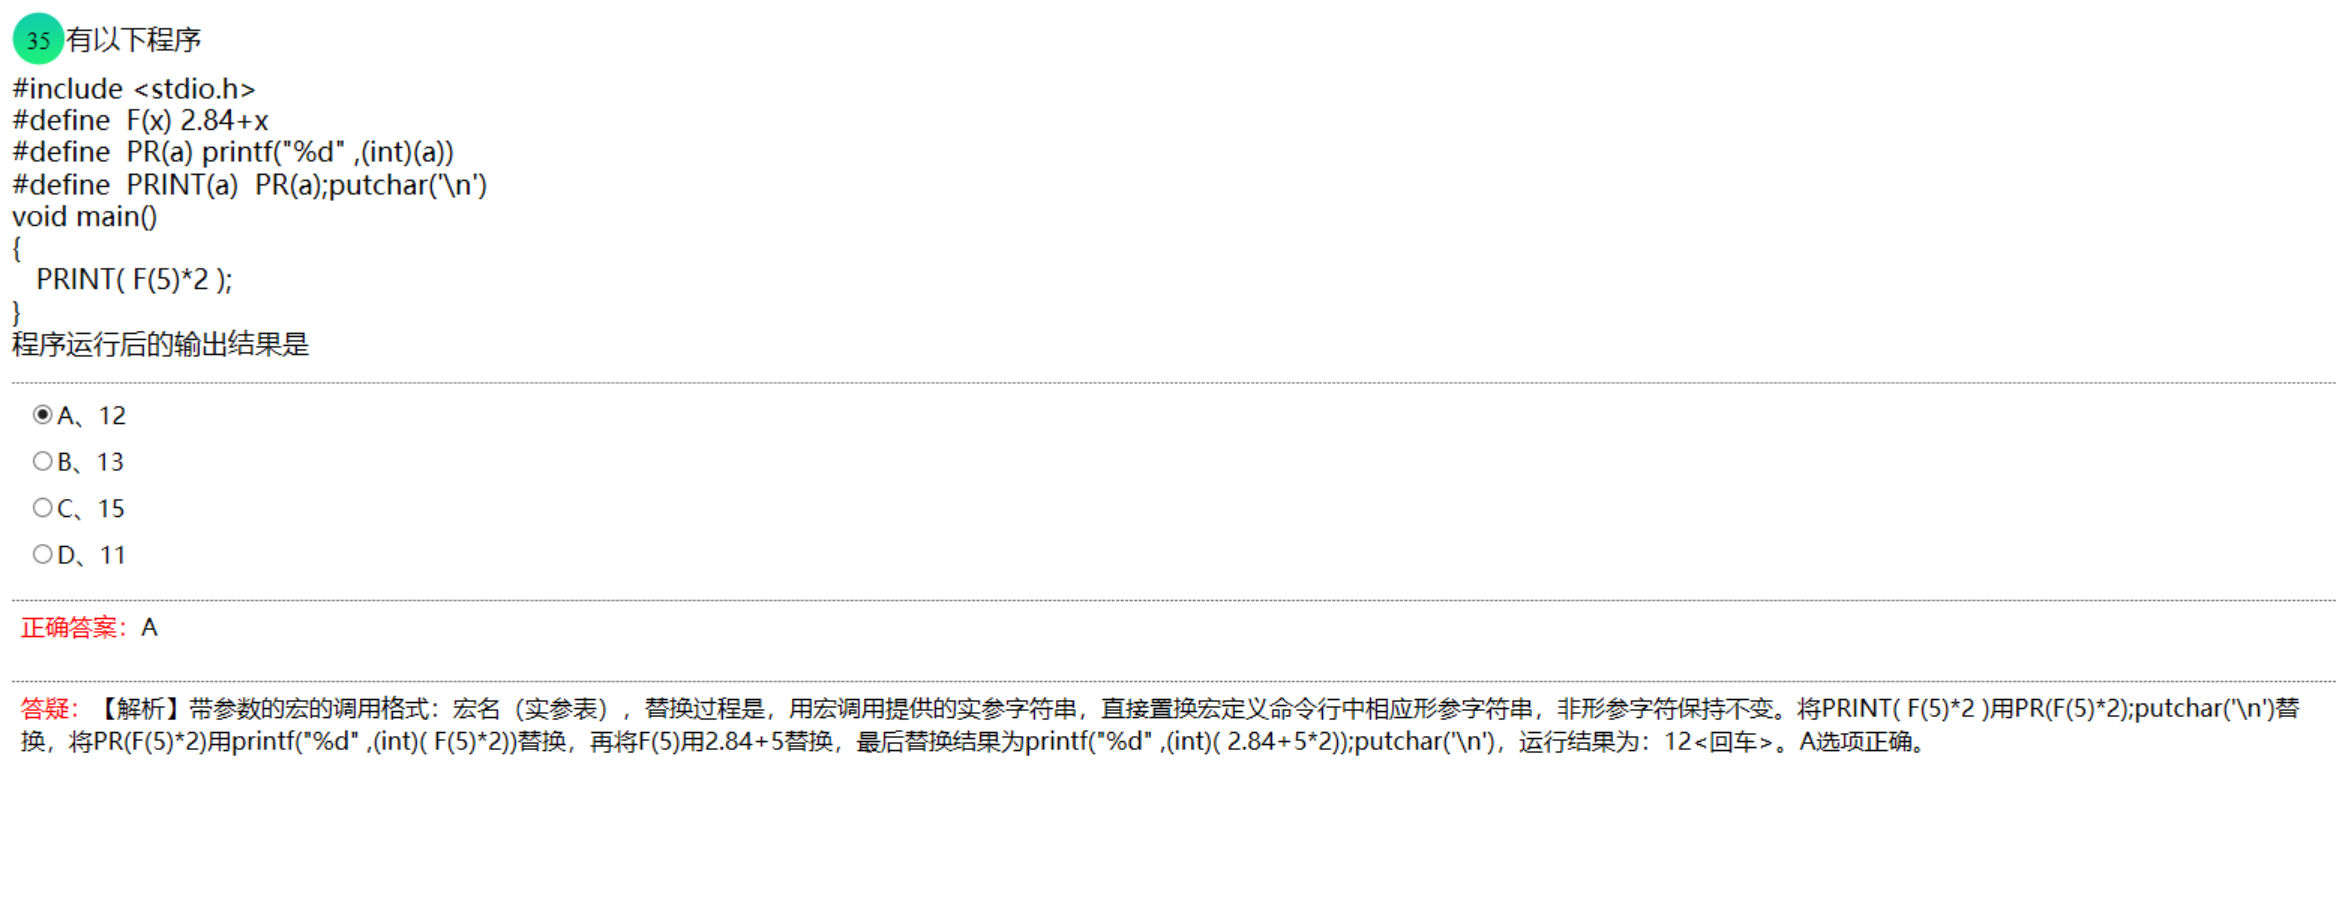 35 有以下程序
#include <stdio.h>
#define  F(x) 2.84+x
#define  PR(a) printf("%d" ,(int)(a))
#define  PRINT(a)  PR(a);putchar('\n')
void main()
{
   PRINT( F(5)*2 );
}
程序运行后的输出结果是
A、12
B、13
C、15
D、11
正确答案：A
答疑：【解析】带参数的宏的调用格式：宏名（实参表），替换过程是，用宏调用提供的实参字符串，直接置换宏定义命令行中相应形参字符串，非形参字符保持不变。将PRINT( F(5)*2 )用PR(F(5)*2);putchar('\n')替
换，将PR(F(5)*2)用printf("%d" ,(int)( F(5)*2))替换，再将F(5)用2.84+5替换，最后替换结果为printf("%d" ,(int)( 2.84+5*2));putchar('\n')，运行结果为：12<回车>。A选项正确。